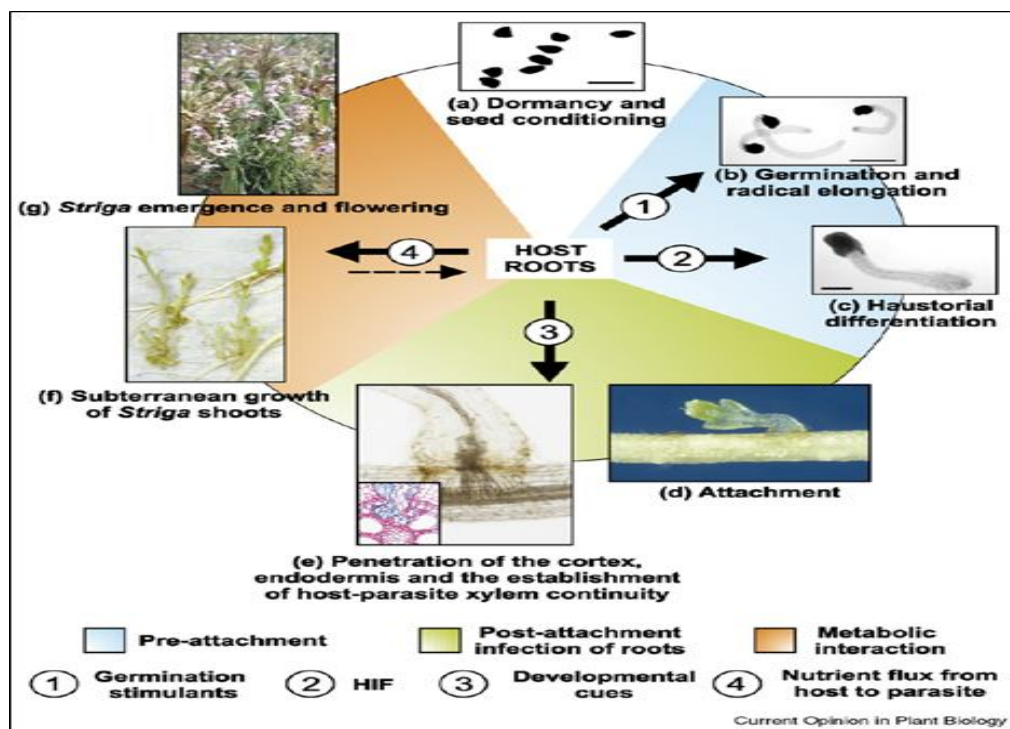 (a) Dormancy and
seed conditioning
(b) Germination and
radical elongation
1
(g) Striga emergence and flowering
4
HOST
ROOTS
2
(c) Haustorial
differentiation
3
(f) Subterranean growth
of Striga shoots
(d) Attachment
(e) Penetration of the cortex,
endodermis and the establishment
of host-parasite xylem continuity
Pre-attachment
Post-attachment
infection of roots
Metabolic
interaction
1 Germination
stimulants
2 HIF
3 Developmental
cues
4 Nutrient flux from
host to parasite
Current Opinion in Plant Biology